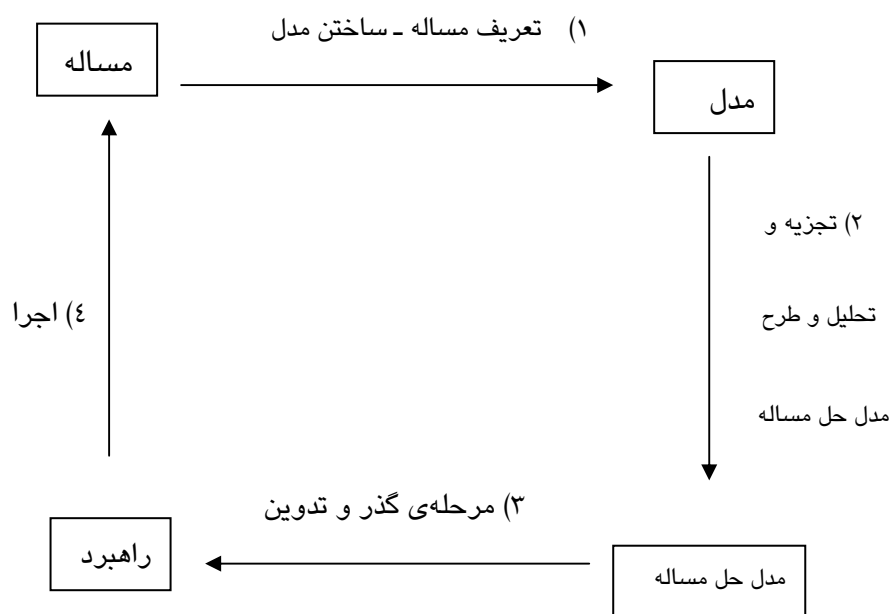 ۱) تعریف مساله ـ ساختن مدل
مساله
مدل
۲) تجزیه و
تحلیل و طرح
مدل حل مساله
٤) اجرا
۳) مرحله‌ی گذر و تدوین
راهبرد
مدل حل مساله